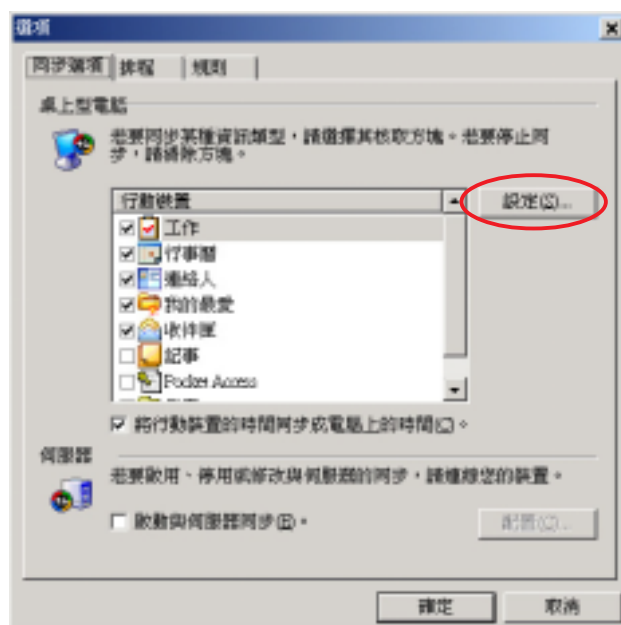 選項
同步選項 排程 規則
桌上型電腦
若要同步某種資訊類型，請選擇其核取方塊。若要停止同
步，請清除方塊。
行動裝置
設定(S)...
工作
行事曆
連絡人
我的最愛
收件匣
記事
Pocket Access
將行動裝置的時間同步成電腦上的時間(C)。
伺服器
若要啟用、停用或修改與伺服器的同步，請連線您的裝置。
啟動與伺服器同步(E)。
配置(O)...
確定
取消